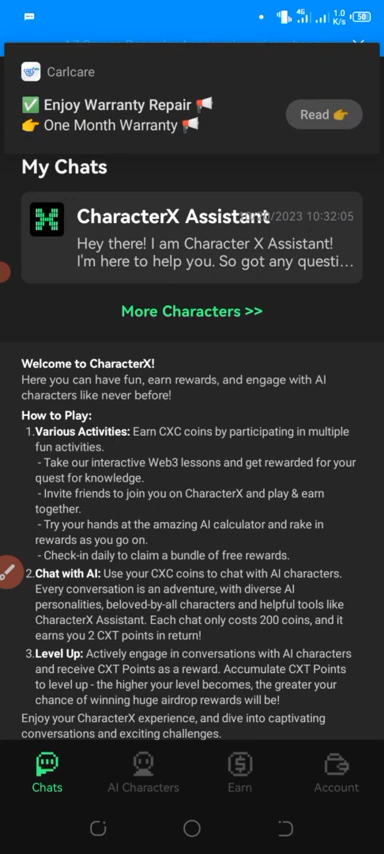 4G
1.0
K/s
50
Carlcare
✅ Enjoy Warranty Repair 📢
👉 One Month Warranty 📢
Read 👉
My Chats
CharacterX Assistant
/2023 10:32:05
Hey there! I am Character X Assistant!
I'm here to help you. So got any questi...
More Characters >>
Welcome to CharacterX!
Here you can have fun, earn rewards, and engage with AI
characters like never before!
How to Play:
1.Various Activities: Earn CXC coins by participating in multiple
fun activities.
- Take our interactive Web3 lessons and get rewarded for your
quest for knowledge.
- Invite friends to join you on CharacterX and play & earn
together.
- Try your hands at the amazing AI calculator and rake in
rewards as you go on.
- Check-in daily to claim a bundle of free rewards.
2.Chat with AI: Use your CXC coins to chat with AI characters.
Every conversation is an adventure, with diverse AI
personalities, beloved-by-all characters and helpful tools like
CharacterX Assistant. Each chat only costs 200 coins, and it
earns you 2 CXT points in return!
3.Level Up: Actively engage in conversations with AI characters
and receive CXT Points as a reward. Accumulate CXT Points
to level up - the higher your level becomes, the greater your
chance of winning huge airdrop rewards will be!
Enjoy your CharacterX experience, and dive into captivating
conversations and exciting challenges.
Chats
AI Characters
Earn
Account